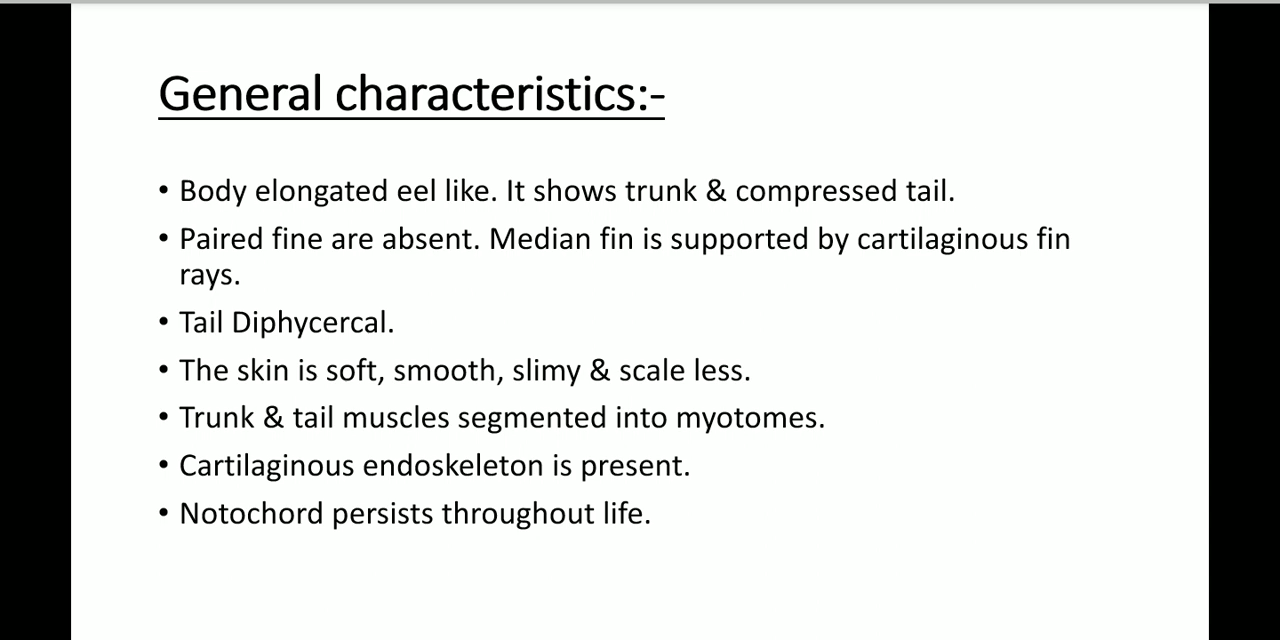 General characteristics:-
• Body elongated eel like. It shows trunk & compressed tail.
• Paired fine are absent. Median fin is supported by cartilaginous fin
rays.
• Tail Diphycercal.
• The skin is soft, smooth, slimy & scale less.
• Trunk & tail muscles segmented into myotomes.
• Cartilaginous endoskeleton is present.
• Notochord persists throughout life.